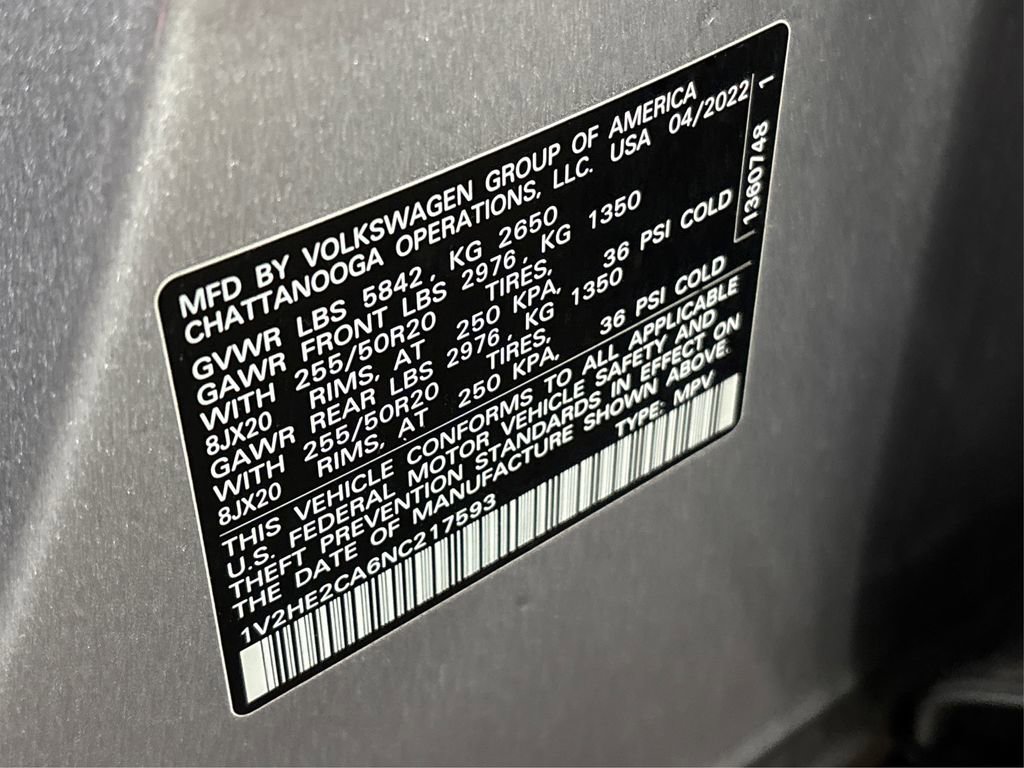 MFD BY VOLKSWAGEN GROUP OF AMERICA
CHATTANOOGA OPERATIONS, LLC. USA 04/2022
GVWR LBS 5842, KG 2650
GAWR FRONT LBS 2976, KG 1350
WITH 255/50R20 TIRES,
8JX20 RIMS, AT 250 KPA, 36 PSI COLD
GAWR REAR LBS 2976, KG 1350
WITH 255/50R20 TIRES,
8JX20 RIMS, AT 250 KPA, 36 PSI COLD
THIS VEHICLE CONFORMS TO ALL APPLICABLE
U.S. FEDERAL MOTOR VEHICLE SAFETY AND
THEFT PREVENTION STANDARDS IN EFFECT ON
THE DATE OF MANUFACTURE SHOWN ABOVE.
1V2HE2CA6NC217593 TYPE: MPV
1360748 1